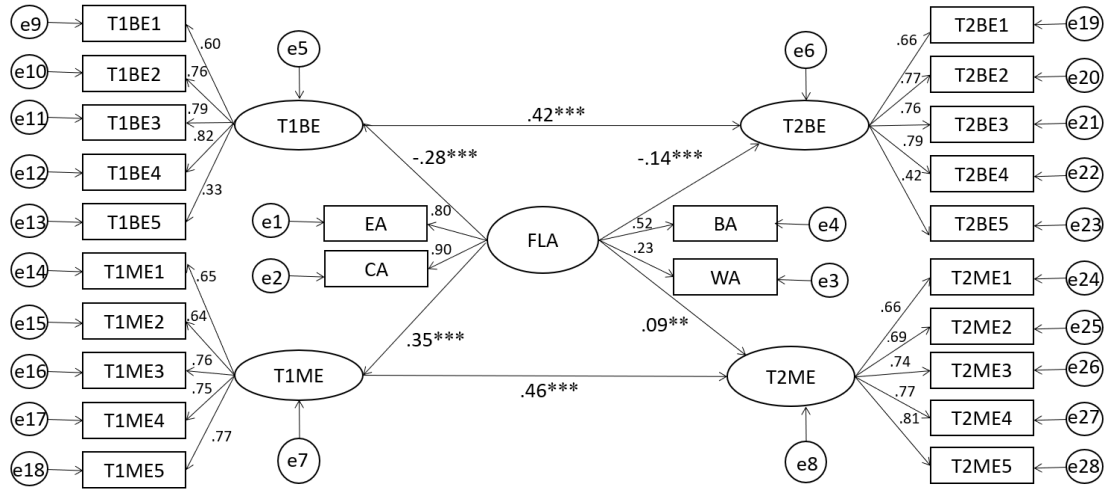 e9
T1BE1
.60
e10
T1BE2
.76
e11
T1BE3
.79
e12
T1BE4
.82
e13
T1BE5
.33
e5
T1BE
e14
T1ME1
.65
e15
T1ME2
.64
e16
T1ME3
.76
e17
T1ME4
.75
e18
T1ME5
.77
T1ME
e7
.42***
-.28***
-.14***
e1
EA
.80
e2
CA
.90
FLA
.52
BA
e4
.23
WA
e3
.35***
.09**
.46***
e6
T2BE
.66
T2BE1
e19
.77
T2BE2
e20
.76
T2BE3
e21
.79
T2BE4
e22
.42
T2BE5
e23
T2ME
e8
.66
T2ME1
e24
.69
T2ME2
e25
.74
T2ME3
e26
.77
T2ME4
e27
.81
T2ME5
e28